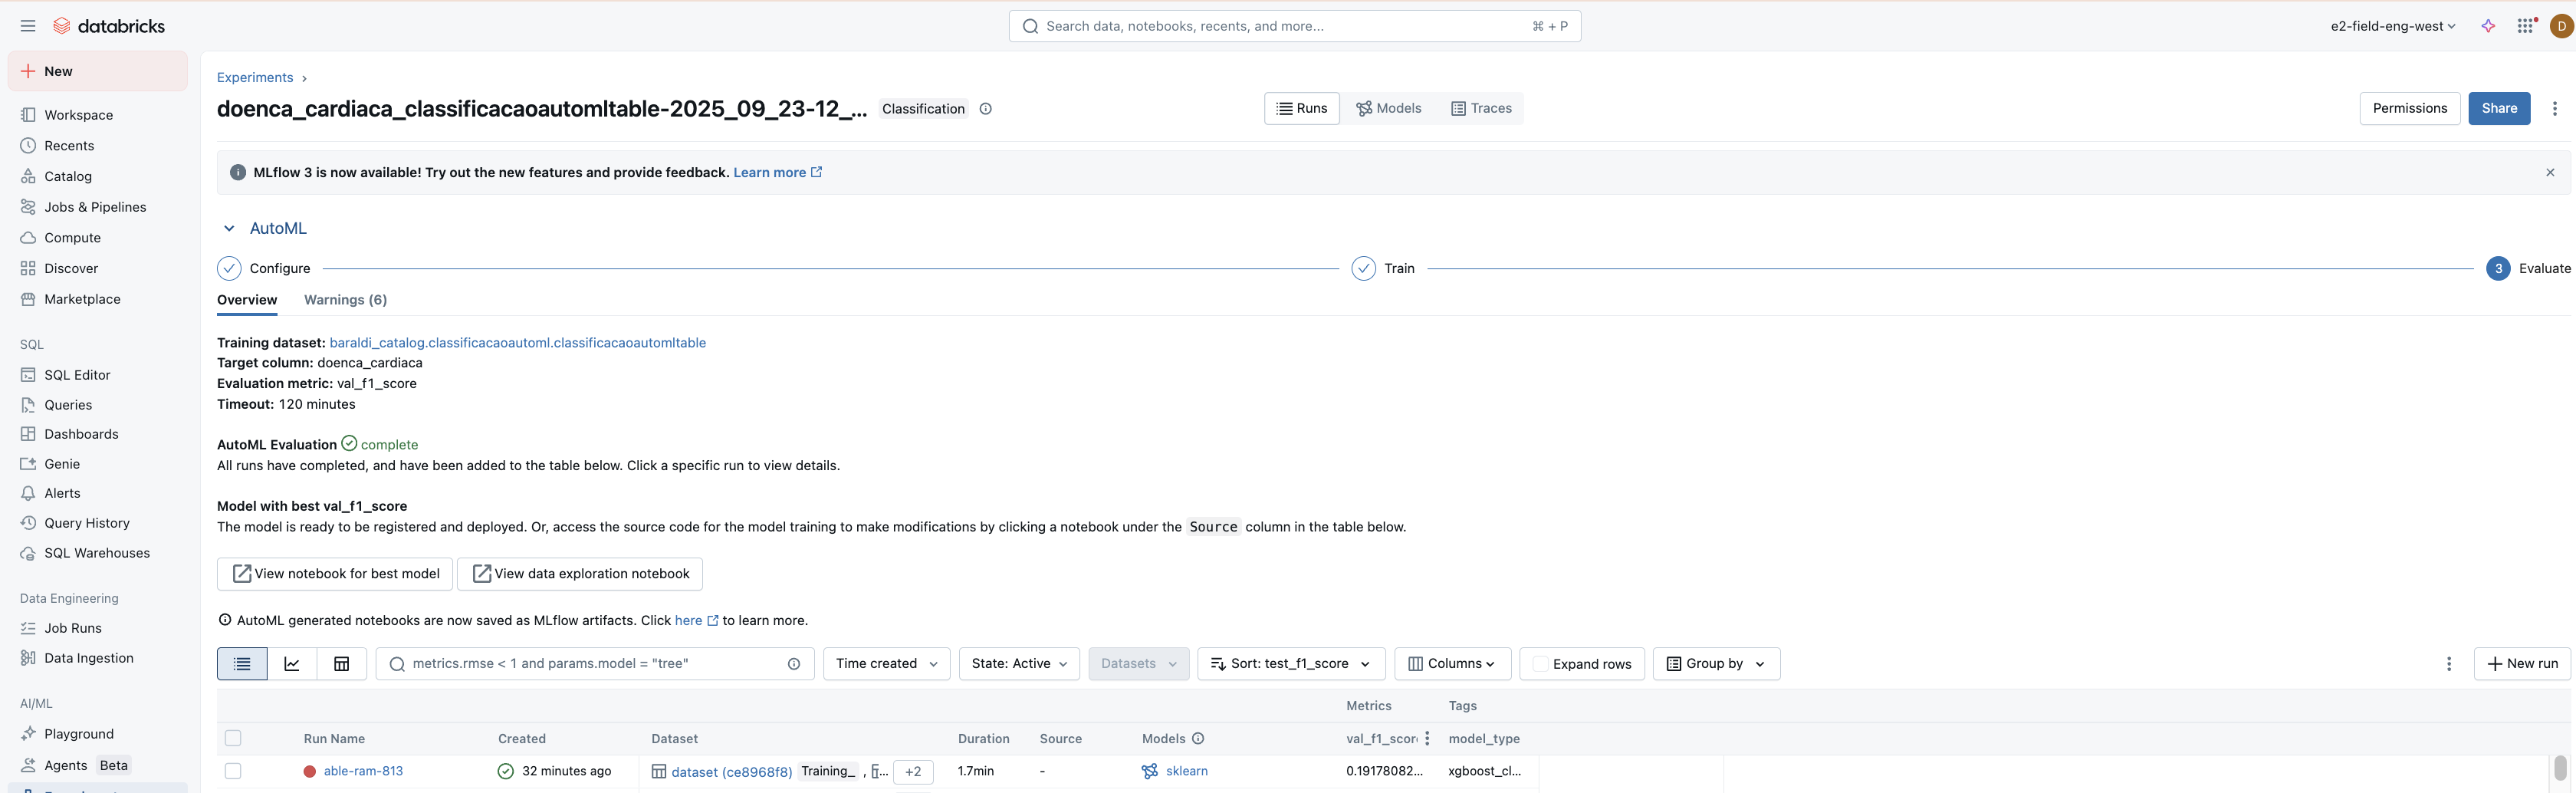 databricks
Search data, notebooks, recents, and more...
⌘ + P
e2-field-eng-west
D
New
Workspace
Recents
Catalog
Jobs & Pipelines
Compute
Discover
Marketplace
SQL
SQL Editor
Queries
Dashboards
Genie
Alerts
Query History
SQL Warehouses
Data Engineering
Job Runs
Data Ingestion
AI/ML
Playground
Agents Beta
Experiments ›
doenca_cardiaca_classificacaoautomltable-2025_09_23-12_...
Classification
Runs
Models
Traces
Permissions
Share
MLflow 3 is now available! Try out the new features and provide feedback. Learn more
AutoML
Configure
Train
3 Evaluate
Overview
Warnings (6)
Training dataset: baraldi_catalog.classificacaoautoml.classificacaoautomltable
Target column: doenca_cardiaca
Evaluation metric: val_f1_score
Timeout: 120 minutes
AutoML Evaluation complete
All runs have completed, and have been added to the table below. Click a specific run to view details.
Model with best val_f1_score
The model is ready to be registered and deployed. Or, access the source code for the model training to make modifications by clicking a notebook under the Source column in the table below.
View notebook for best model
View data exploration notebook
AutoML generated notebooks are now saved as MLflow artifacts. Click here to learn more.
metrics.rmse < 1 and params.model = "tree"
Time created
State: Active
Datasets
Sort: test_f1_score
Columns
Expand rows
Group by
New run
Metrics
Tags
Run Name
Created
Dataset
Duration
Source
Models
val_f1_scor
model_type
able-ram-813
32 minutes ago
dataset (ce8968f8) Training_ , ... +2
1.7min
-
sklearn
0.19178082...
xgboost_cl...